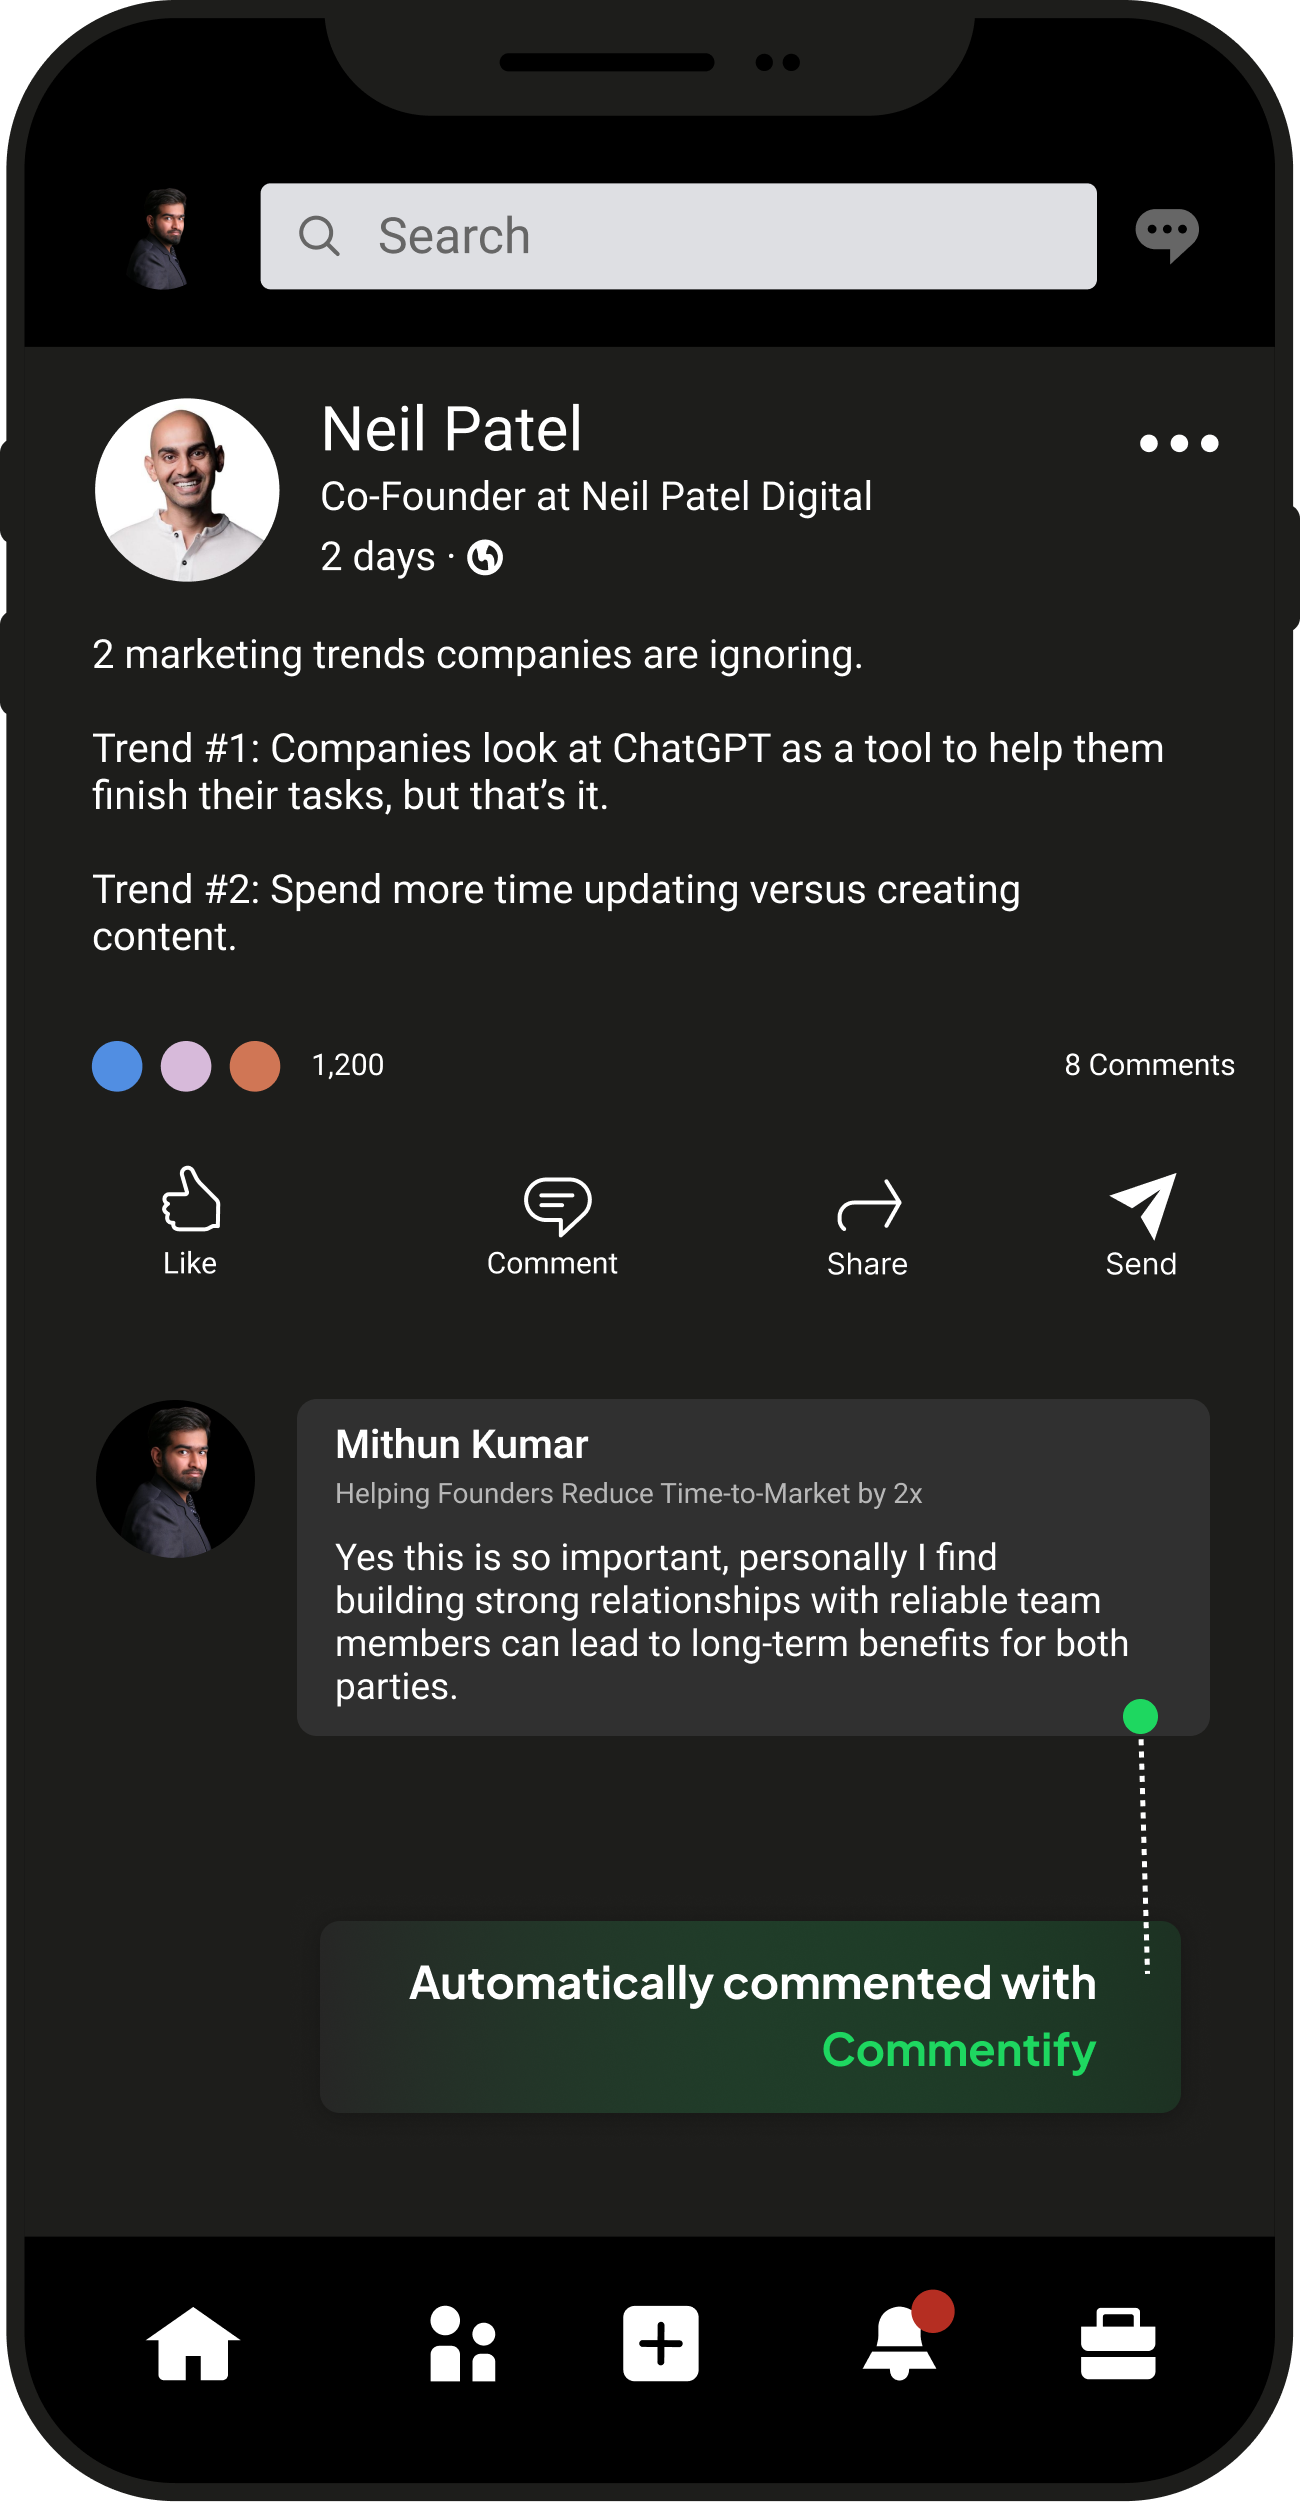 Search
Neil Patel
Co-Founder at Neil Patel Digital
2 days ·
2 marketing trends companies are ignoring.
Trend #1: Companies look at ChatGPT as a tool to help them
finish their tasks, but that’s it.
Trend #2: Spend more time updating versus creating
content.
1,200
8 Comments
Like
Comment
Share
Send
Mithun Kumar
Helping Founders Reduce Time-to-Market by 2x
Yes this is so important, personally I find
building strong relationships with reliable team
members can lead to long-term benefits for both
parties.
Automatically commented with
Commentify